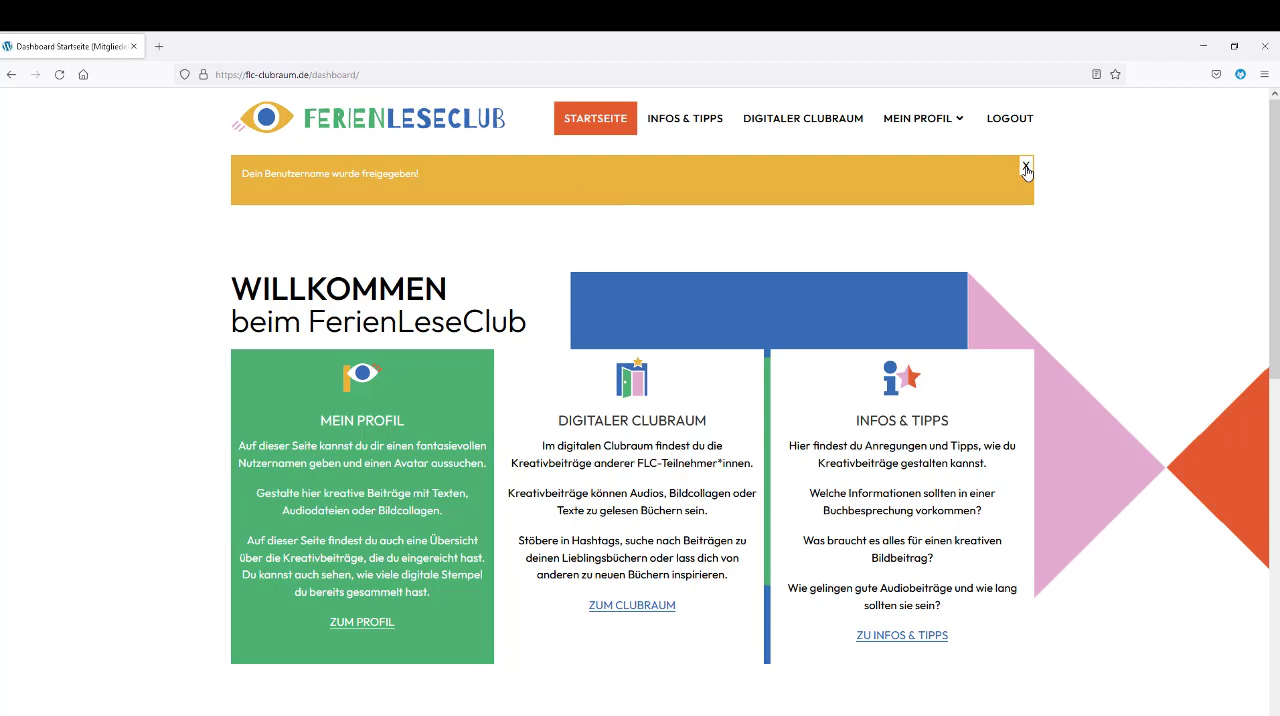 Dashboard Startseite (Mitgliede
https://flc-clubraum.de/dashboard/
FERIENLESECLUB
STARTSEITE
INFOS & TIPPS
DIGITALER CLUBRAUM
MEIN PROFIL
LOGOUT
Dein Benutzername wurde freigegeben!
X
WILLKOMMEN
beim FerienLeseClub
MEIN PROFIL
Auf dieser Seite kannst du dir einen fantasievollen
Nutzernamen geben und einen Avatar aussuchen.
Gestalte hier kreative Beiträge mit Texten,
Audiodateien oder Bildcollagen.
Auf dieser Seite findest du auch eine Übersicht
über die Kreativbeiträge, die du eingereicht hast.
Du kannst auch sehen, wie viele digitale Stempel
du bereits gesammelt hast.
ZUM PROFIL
DIGITALER CLUBRAUM
Im digitalen Clubraum findest du die
Kreativbeiträge anderer FLC-Teilnehmer*innen.
Kreativbeiträge können Audios, Bildcollagen oder
Texte zu gelesen Büchern sein.
Stöbere in Hashtags, suche nach Beiträgen zu
deinen Lieblingsbüchern oder lass dich von
anderen zu neuen Büchern inspirieren.
ZUM CLUBRAUM
INFOS & TIPPS
Hier findest du Anregungen und Tipps, wie du
Kreativbeiträge gestalten kannst.
Welche Informationen sollten in einer
Buchbesprechung vorkommen?
Was braucht es alles für einen kreativen
Bildbeitrag?
Wie gelingen gute Audiobeiträge und wie lang
sollten sie sein?
ZU INFOS & TIPPS